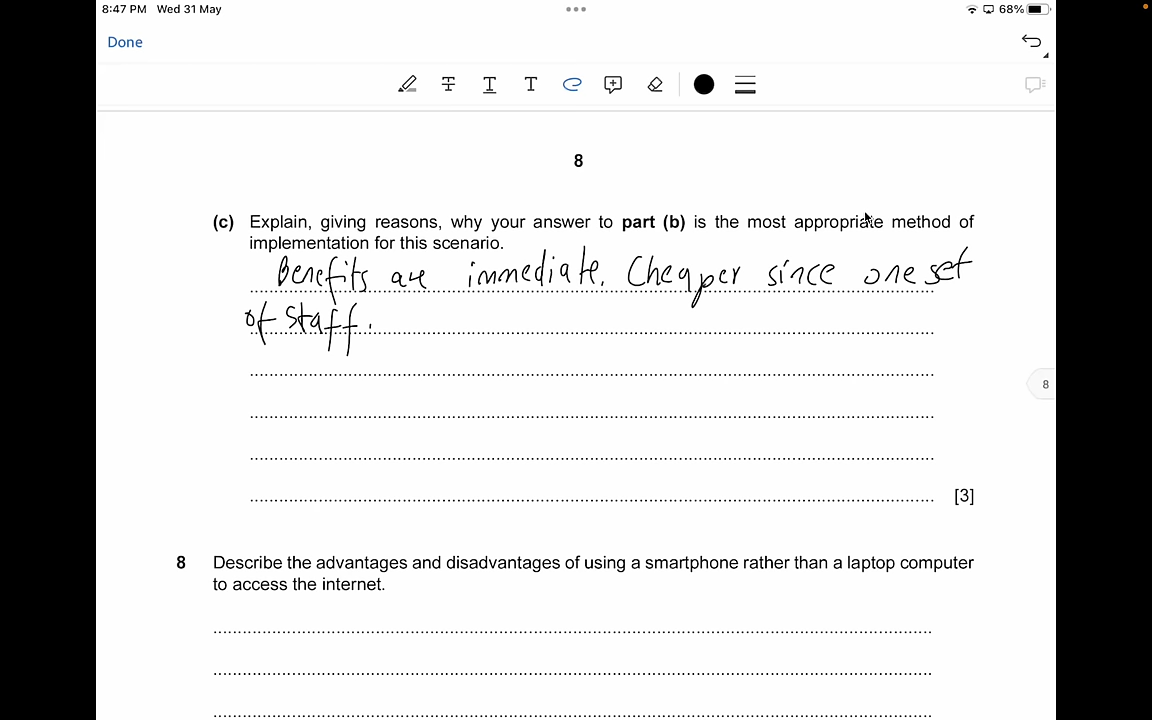 8:47 PM Wed 31 May
68%
Done
T T T
8
(c) Explain, giving reasons, why your answer to part (b) is the most appropriate method of
implementation for this scenario.
Benefits are immediate. Cheaper since one set
of staff.
8
[3]
8 Describe the advantages and disadvantages of using a smartphone rather than a laptop computer
to access the internet.